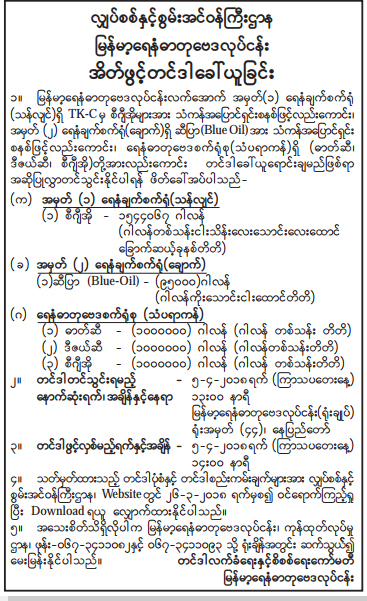 လျှပ်စစ်နှင့်စွမ်းအင်ဝန်ကြီးဌာန
မြန်မာ့ရေနံဓာတုဗေဒလုပ်ငန်း
အိတ်ဖွင့်တင်ဒါခေါ်ယူခြင်း
၁။ မြန်မာ့ရေနံဓာတုဗေဒလုပ်ငန်းလက်အောက် အမှတ်(၁) ရေနံချက်စက်ရုံ
(သန်လျင်)ရှိ TK-C မှ စီဂျီအိုများအား သံကန်အပြောင်ရှင်းစနစ်ဖြင့်လည်းကောင်း၊
အမှတ် (၂) ရေနံချက်စက်ရုံ(ချောက်)ရှိ ဆီပြာ(Blue Oil)အား သံကန်အပြောင်ရှင်း
စနစ်ဖြင့်လည်းကောင်း၊ ရေနံဓာတုဗေဒစက်ရုံစု(သံပရာကန်)ရှိ (ဓာတ်ဆီ၊
ဒီဇယ်ဆီ၊ စီဂျီအို)တို့အားလည်းကောင်း တင်ဒါခေါ်ယူရောင်းချမည်ဖြစ်ရာ
အဆိုပြုလွှာတင်သွင်းနိုင်ပါရန် ဖိတ်ခေါ်အပ်ပါသည်-
(က) အမှတ် (၁) ရေနံချက်စက်ရုံ(သန်လျင်)
(၁) စီဂျီအို - ၁၅၄၄၀၆၇ ဂါလန်
(ဂါလန်တစ်သန်းငါးသိန်းလေးသောင်းလေးထောင်
ခြောက်ဆယ့်ခုနစ်တိတိ)
(ခ) အမှတ် (၂) ရေနံချက်စက်ရုံ(ချောက်)
(၁)ဆီပြာ (Blue-Oil) - (၉၅၀၀၀)ဂါလန်
(ဂါလန်ကိုးသောင်းငါးထောင်တိတိ)
(ဂ) ရေနံဓာတုဗေဒစက်ရုံစု (သံပရာကန်)
(၁) ဓာတ်ဆီ - (၁၀၀၀၀၀၀) ဂါလန် (ဂါလန် တစ်သန်း တိတိ)
(၂) ဒီဇယ်ဆီ - (၁၀၀၀၀၀၀) ဂါလန် (ဂါလန်တစ်သန်းတိတိ)
(၃) စီဂျီအို - (၁၀၀၀၀၀၀) ဂါလန် (ဂါလန် တစ်သန်းတိတိ)
၂။ တင်ဒါတင်သွင်းရမည့် - ၅-၄-၂၀၁၈ ရက် (ကြာသပတေးနေ့)
နောက်ဆုံးရက်၊ အချိန်နှင့်နေရာ ၁၃း၀၀ နာရီ
မြန်မာ့ရေနံဓာတုဗေဒလုပ်ငန်း(ရုံးချုပ်)
ရုံးအမှတ် (၄၄)၊ နေပြည်တော်
၃။ တင်ဒါဖွင့်လှစ်မည့်ရက်နှင့်အချိန် - ၅-၄-၂၀၁၈ရက် (ကြာသပတေးနေ့)
၁၄း၀၀ နာရီ
၄။ သတ်မှတ်ထားသည့် တင်ဒါပုံစံနှင့် တင်ဒါစည်းကမ်းချက်များအား လျှပ်စစ်နှင့်
စွမ်းအင်ဝန်ကြီးဌာန၊ Website တွင် ၂၆-၃-၂၀၁၈ ရက်မှစ၍ ဝင်ရောက်ကြည့်ရှု
ပြီး Download ရယူ လျှောက်ထားနိုင်ပါသည်။
၅။ အသေးစိတ်သိရှိလိုပါက မြန်မာ့ရေနံဓာတုဗေဒလုပ်ငန်း၊ ကုန်ထုတ်လုပ်မှု
ဌာန၊ ဖုန်း-၀၆၇-၃၄၁၁၀၈၂နှင့် ၀၆၇-၃၄၁၁၀၉၃ သို့ ရုံးချိန်အတွင်း ဆက်သွယ်၍
မေးမြန်းနိုင်ပါသည်။ တင်ဒါလက်ခံရေးနှင့်စိစစ်ရေးကော်မတီ
မြန်မာ့ရေနံဓာတုဗေဒလုပ်ငန်း